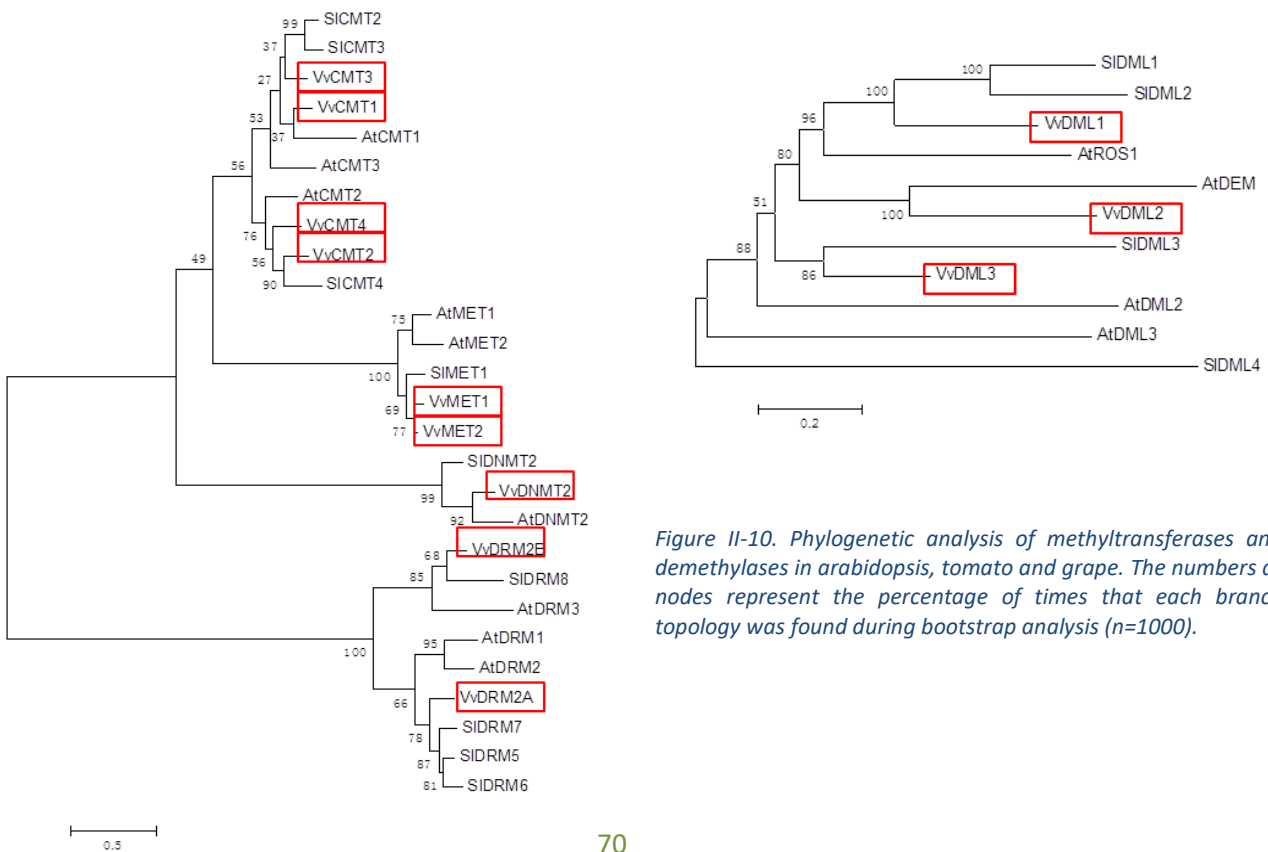 SlCMT2
99
37
SlCMT3
VvCMT3
27
VvCMT1
53
37
AtCMT1
56
AtCMT3
AtCMT2
VvCMT4
76
VvCMT2
49
56
90
SlCMT4
AtMET1
75
AtMET2
SlMET1
100
VvMET1
69
77
VvMET2
SlDNMT2
VvDNMT2
99
92
AtDNMT2
VvDRM2B
68
85
SlDRM8
AtDRM3
AtDRM1
95
100
AtDRM2
VvDRM2A
66
SlDRM7
78
SlDRM5
87
81
SlDRM6
0.5
SlDML1
100
SlDML2
100
VvDML1
96
AtROS1
80
AtDEM
51
100
VvDML2
SlDML3
88
86
VvDML3
AtDML2
AtDML3
SlDML4
0.2
Figure II-10. Phylogenetic analysis of methyltransferases an
demethylases in arabidopsis, tomato and grape. The numbers a
nodes represent the percentage of times that each branc
topology was found during bootstrap analysis (n=1000).
70